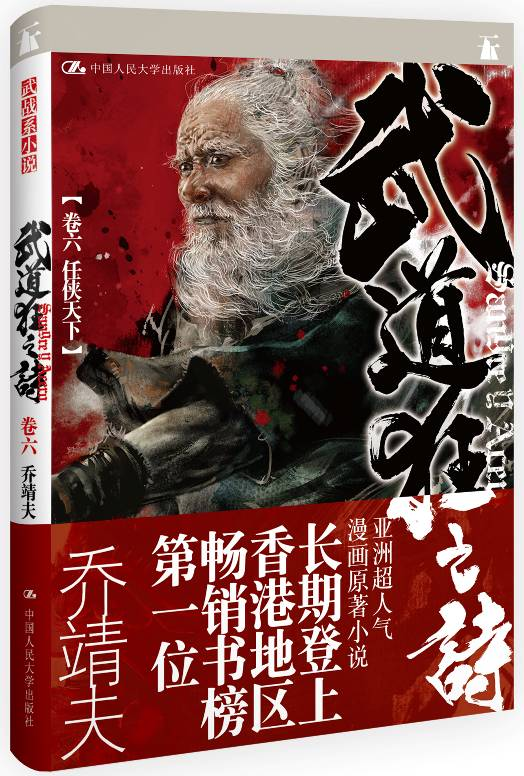 武战系小说
武道狂之詩
卷六
乔靖夫
中国人民大学出版社
中国人民大学出版社
【卷六 任侠天下】
武道狂之詩
亚洲超人气
漫画原著小说
长期登上
香港地区
畅销书榜
第一位
乔靖夫